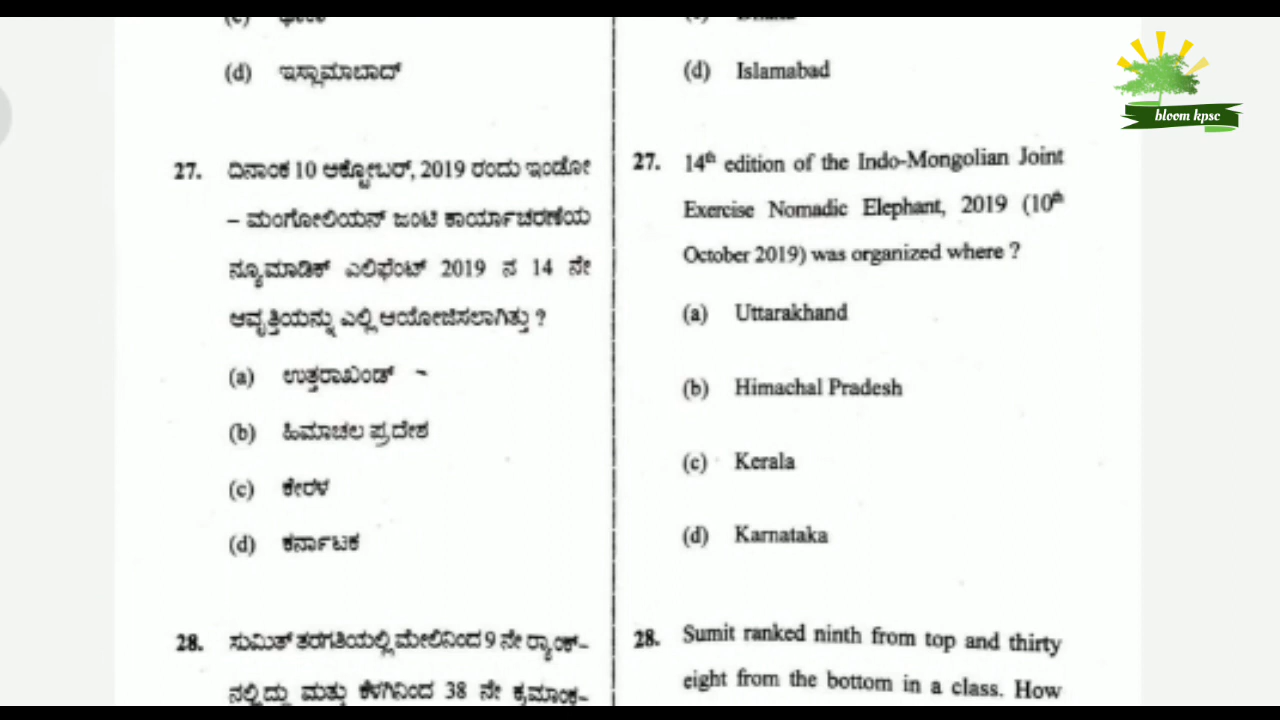 (d) ಇಸ್ಲಾಮಾಬಾದ್
27. ದಿನಾಂಕ 10 ಆಕ್ಟೋಬರ್, 2019 ರಂದು ಇಂಡೋ
– ಮಂಗೋಲಿಯನ್ ಜಂಟಿ ಕಾರ್ಯಾಚರಣೆಯ
ನ್ಯೂಮಾಡಿಕ್ ಎಲಿಫೆಂಟ್ 2019 ನ 14 ನೇ
ಆವೃತ್ತಿಯನ್ನು ಎಲ್ಲಿ ಆಯೋಜಿಸಲಾಗಿತ್ತು ?
(a) ಉತ್ತರಾಖಂಡ್
(b) ಹಿಮಾಚಲ ಪ್ರದೇಶ
(c) ಕೇರಳ
(d) ಕರ್ನಾಟಕ
28. ಸುಮಿತ್ ತರಗತಿಯಲ್ಲಿ ಮೇಲಿನಿಂದ 9 ನೇ ರ‍್ಯಾಂಕ್-
ನಲ್ಲಿದ್ದು ಮತ್ತು ಕೆಳಗಿನಿಂದ 38 ನೇ ಕ್ರಮಾಂಕ-
(d) Islamabad
27. 14th edition of the Indo-Mongolian Joint
Exercise Nomadic Elephant, 2019 (10th
October 2019) was organized where ?
(a) Uttarakhand
(b) Himachal Pradesh
(c) Kerala
(d) Karnataka
28. Sumit ranked ninth from top and thirty
eight from the bottom in a class. How
bloom kpsc